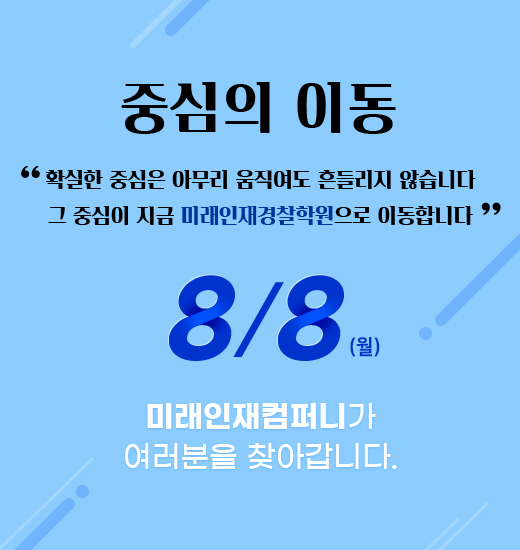 중심의 이동
“확실한 중심은 아무리 움직여도 흔들리지 않습니다
그 중심이 지금 미래인재경찰학원으로 이동합니다”
8/8 (월)
미래인재컴퍼니가
여러분을 찾아갑니다.